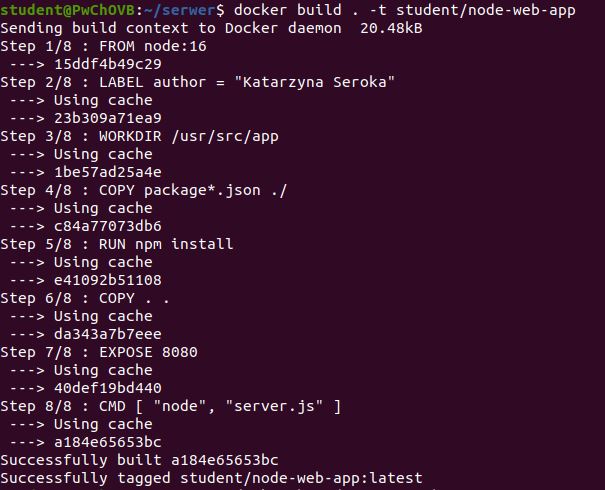 student@PwChOVB:~/serwer$ docker build . -t student/node-web-app
Sending build context to Docker daemon  20.48kB
Step 1/8 : FROM node:16
 ---> 15ddf4b49c29
Step 2/8 : LABEL author = "Katarzyna Seroka"
 ---> Using cache
 ---> 23b309a71ea9
Step 3/8 : WORKDIR /usr/src/app
 ---> Using cache
 ---> 1be57ad25a4e
Step 4/8 : COPY package*.json ./
 ---> Using cache
 ---> c84a77073db6
Step 5/8 : RUN npm install
 ---> Using cache
 ---> e41092b51108
Step 6/8 : COPY . .
 ---> Using cache
 ---> da343a7b7eee
Step 7/8 : EXPOSE 8080
 ---> Using cache
 ---> 40def19bd440
Step 8/8 : CMD [ "node", "server.js" ]
 ---> Using cache
 ---> a184e65653bc
Successfully built a184e65653bc
Successfully tagged student/node-web-app:latest